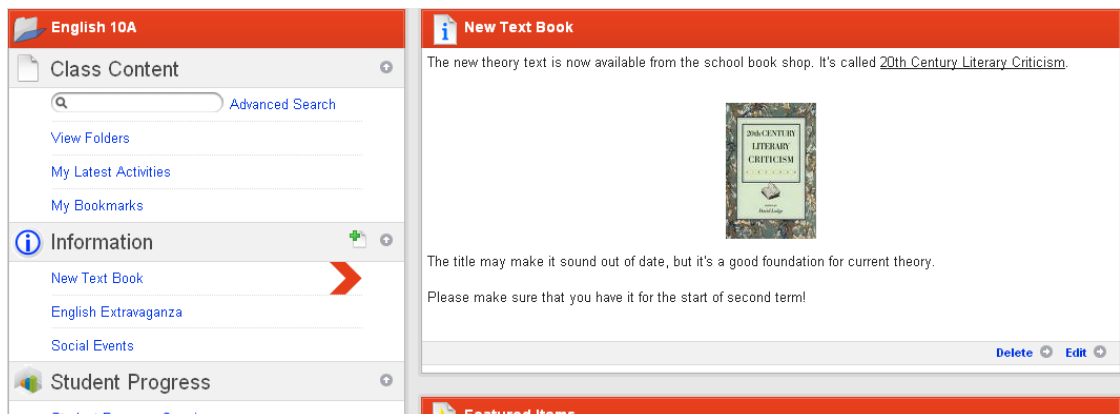 English 10A
Class Content
Advanced Search
View Folders
My Latest Activities
My Bookmarks
Information
New Text Book
English Extravaganza
Social Events
Student Progress
New Text Book
The new theory text is now available from the school book shop. It's called 20th Century Literary Criticism.
20th CENTURY
LITERARY
CRITICISM
David Lodge
The title may make it sound out of date, but it's a good foundation for current theory.
Please make sure that you have it for the start of second term!
Delete Edit
Featured Items